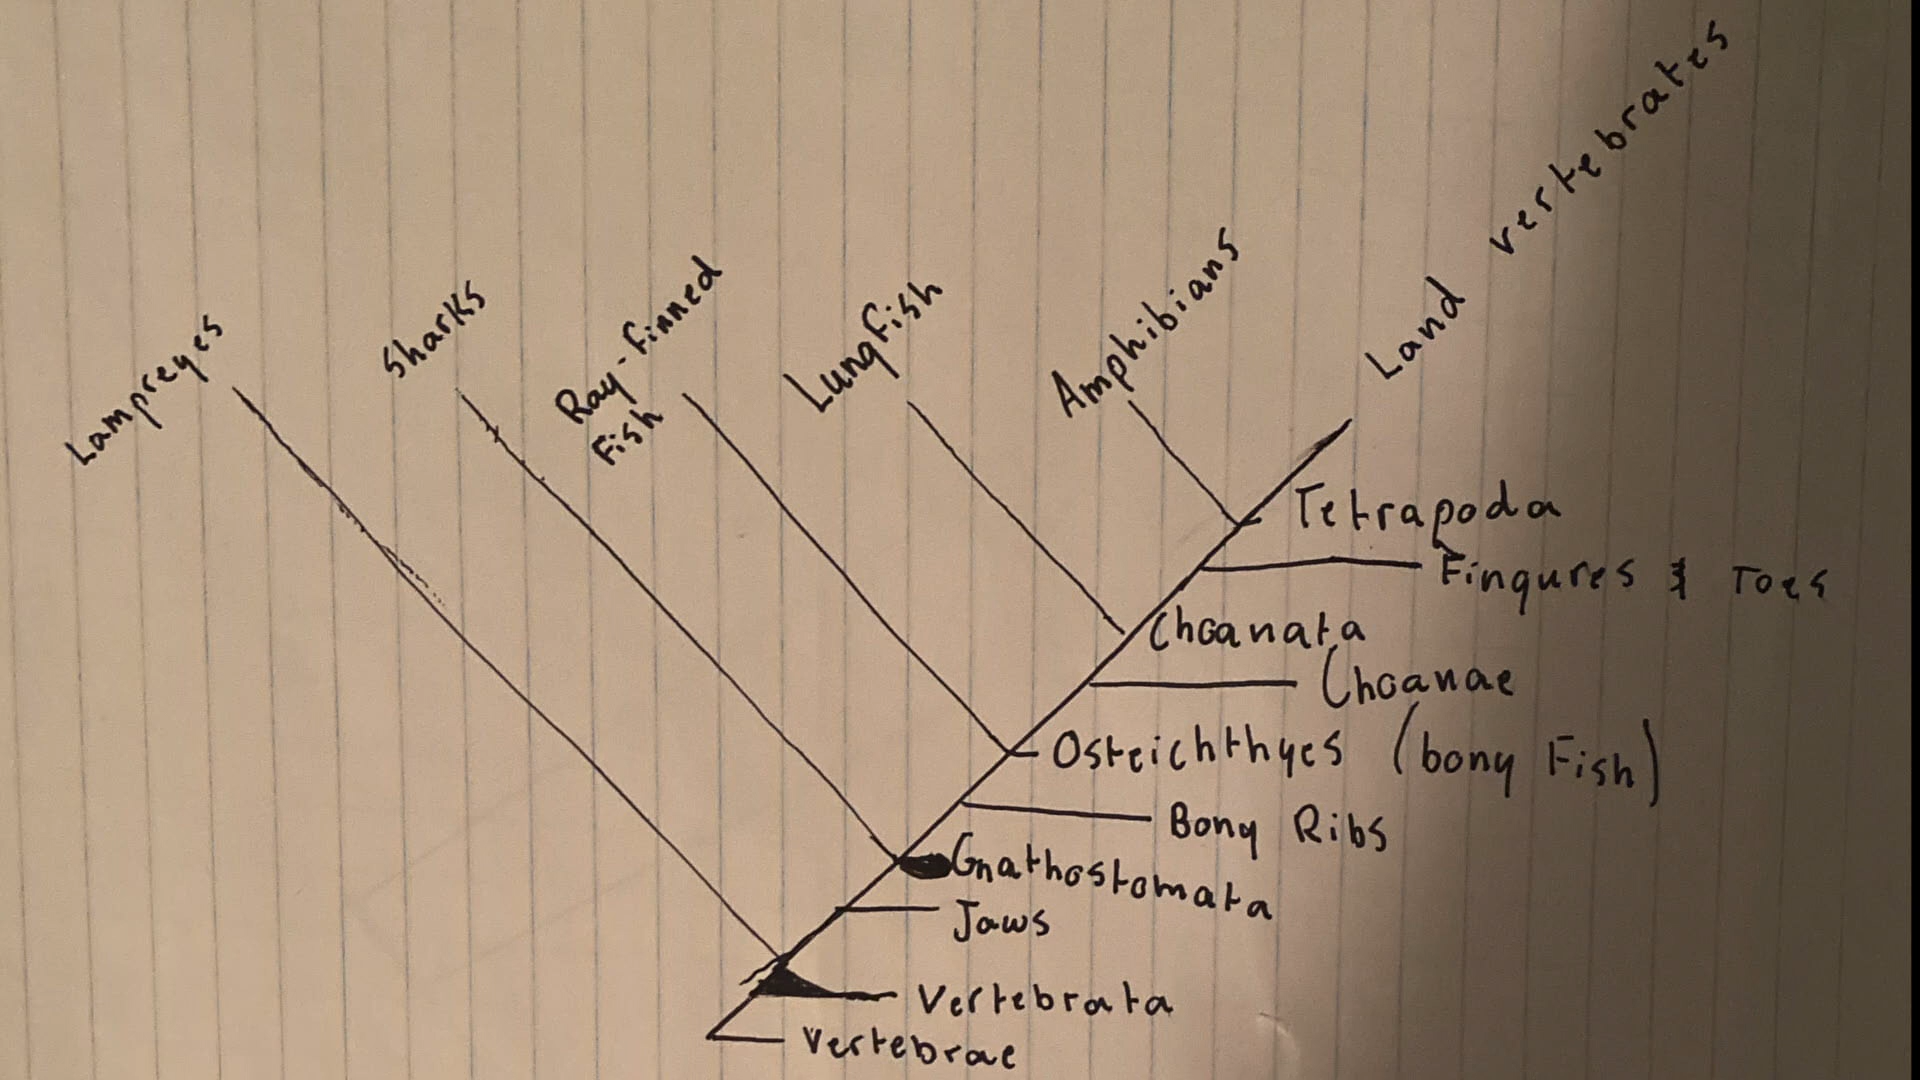 Lampreyes
Sharks
Ray-finned
Fish
Lungfish
Amphibians
Land vertebrates
Tetrapoda
Fingures & Toes
Choanata
Choanae
Osteichthyes (bony Fish)
Bony Ribs
Gnathostomata
Jaws
Vertebrata
Vertebrae